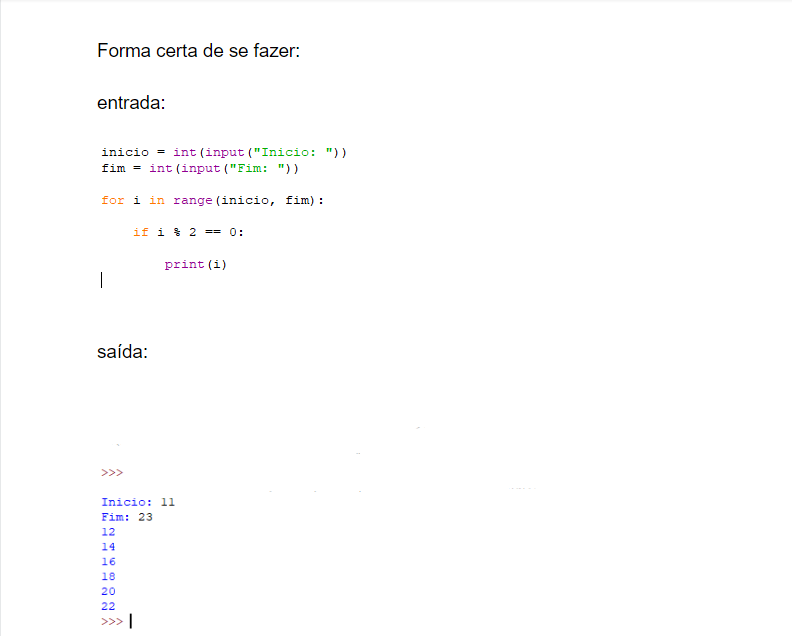 Forma certa de se fazer:
entrada:
inicio = int(input("Inicio: "))
fim = int(input("Fim: "))
for i in range(inicio, fim):
if i % 2 == 0:
print(i)
saída:
>>>
Inicio: 11
Fim: 23
12
14
16
18
20
22
>>>